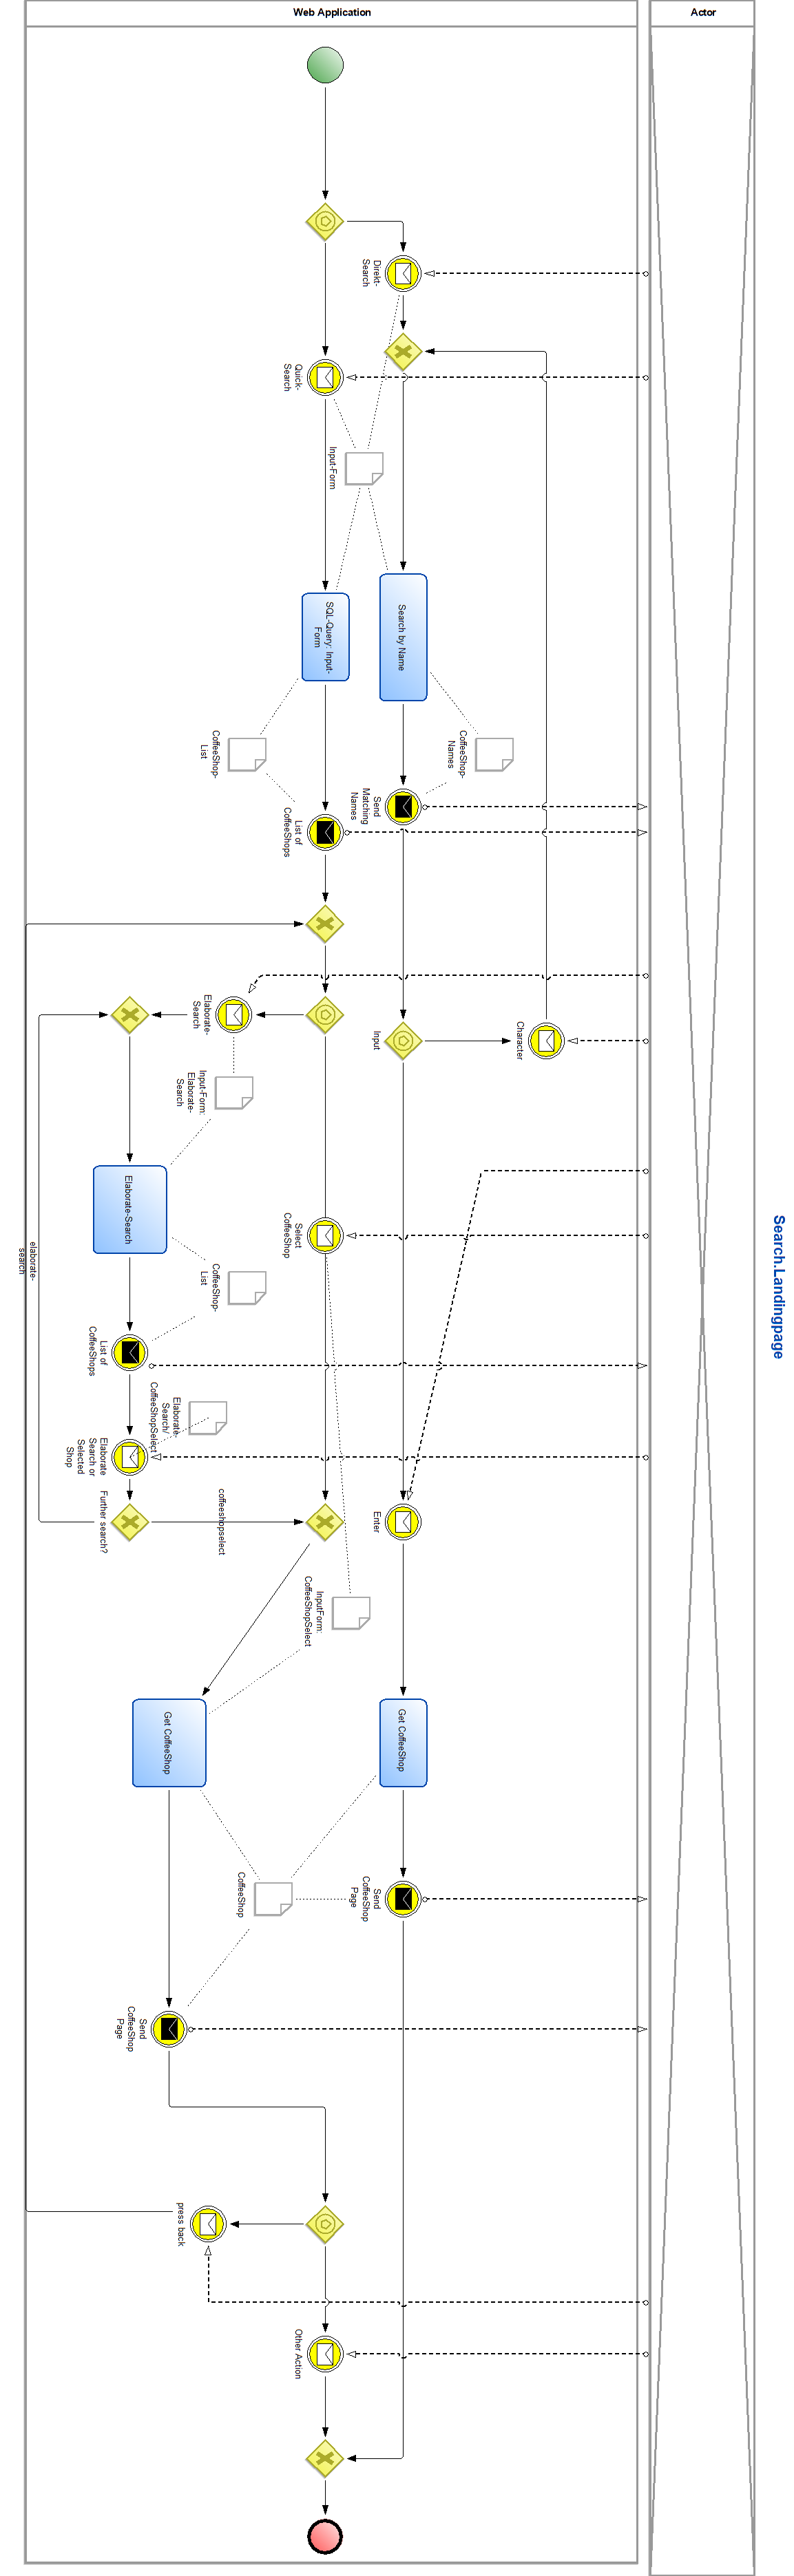 Web Application
Actor
Search.Landingpage
Direkt-
Search
Quick-
Search
Input-Form
Search by Name
SQL-Query: Input-
Form
CoffeeShop-
Names
CoffeeShop-
List
Send
Matching
Names
List of
CoffeeShops
Elaborate-
Search
Input
Character
Input-Form:
Elaborate-
Search
Elaborate-Search
Select
CoffeeShop
elaborate-
search
CoffeeShop-
List
List of
CoffeeShops
Elaborate-
Search/
CoffeeShopSelect
Elaborate
Search or
Selected
Shop
Further search?
coffeeshopselect
Enter
InputForm:
CoffeeShopSelect
Get CoffeeShop
Get CoffeeShop
CoffeeShop
Send
CoffeeShop
Page
Send
CoffeeShop
Page
press back
Other Action